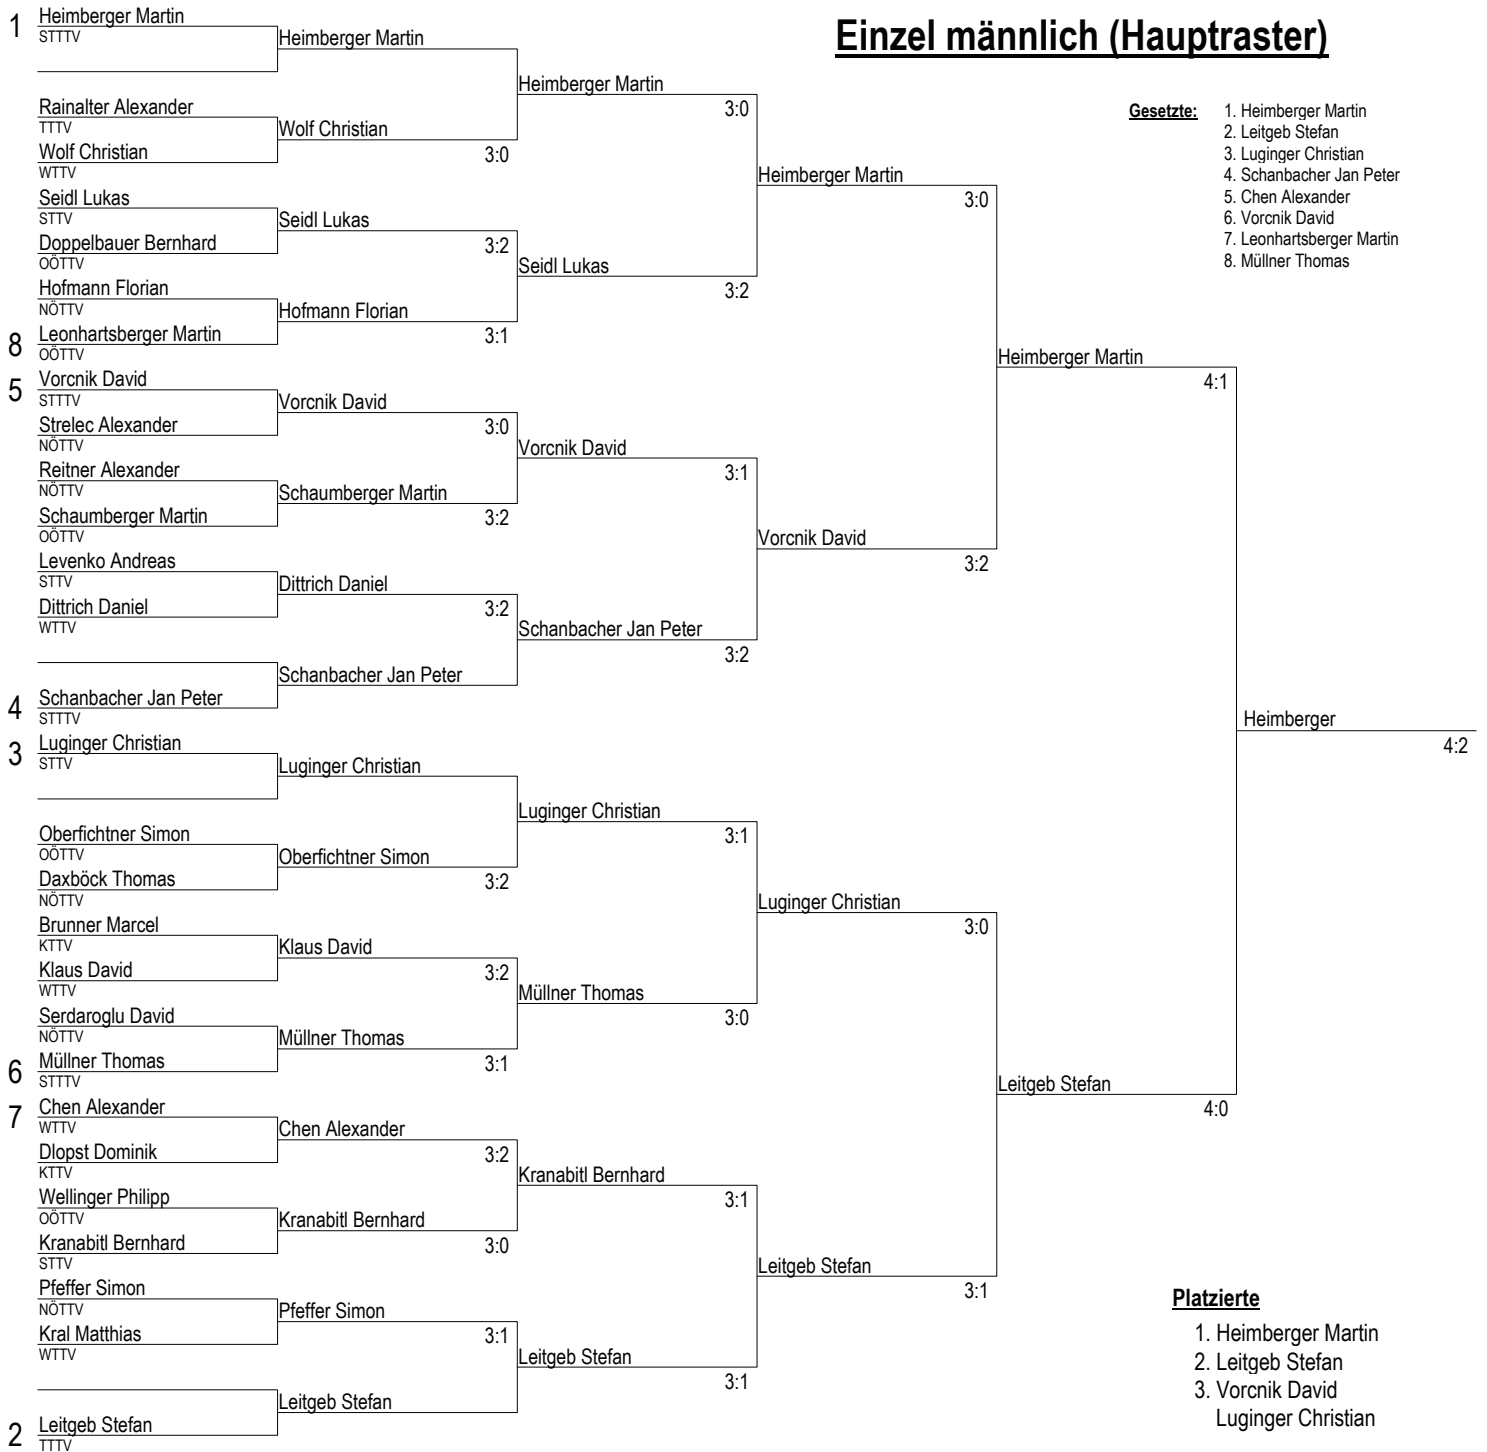 Einzel männlich (Hauptraster)
Gesetzte:
1. Heimberger Martin
2. Leitgeb Stefan
3. Luginger Christian
4. Schanbacher Jan Peter
5. Chen Alexander
6. Vorcnik David
7. Leonhartsberger Martin
8. Müllner Thomas
1
Heimberger Martin
STTTV
Rainalter Alexander
TTTV
Wolf Christian
WTTV
Seidl Lukas
STTV
Doppelbauer Bernhard
OÖTTV
Hofmann Florian
NÖTTV
8
Leonhartsberger Martin
OÖTTV
5
Vorcnik David
STTTV
Strelec Alexander
NÖTTV
Reitner Alexander
NÖTTV
Schaumberger Martin
OÖTTV
Levenko Andreas
STTV
Dittrich Daniel
WTTV
4
Schanbacher Jan Peter
STTTV
3
Luginger Christian
STTV
Oberfichtner Simon
OÖTTV
Daxböck Thomas
NÖTTV
Brunner Marcel
KTTV
Klaus David
WTTV
Serdaroglu David
NÖTTV
6
Müllner Thomas
STTTV
7
Chen Alexander
WTTV
Dlopst Dominik
KTTV
Wellinger Philipp
OÖTTV
Kranabitl Bernhard
STTV
Pfeffer Simon
NÖTTV
Kral Matthias
WTTV
2
Leitgeb Stefan
TTTV
Heimberger Martin
Wolf Christian
3:0
Seidl Lukas
3:2
Hofmann Florian
3:1
Vorcnik David
3:0
Schaumberger Martin
3:2
Dittrich Daniel
3:2
Schanbacher Jan Peter
Luginger Christian
Oberfichtner Simon
3:2
Klaus David
3:2
Müllner Thomas
3:1
Chen Alexander
3:2
Kranabitl Bernhard
3:0
Pfeffer Simon
3:1
Leitgeb Stefan
Heimberger Martin
3:0
Seidl Lukas
3:2
Vorcnik David
3:1
Schanbacher Jan Peter
3:2
Luginger Christian
3:1
Müllner Thomas
3:0
Kranabitl Bernhard
3:1
Leitgeb Stefan
3:1
Heimberger Martin
3:0
Vorcnik David
3:2
Luginger Christian
3:0
Leitgeb Stefan
3:1
Heimberger Martin
4:1
Leitgeb Stefan
4:0
Heimberger
4:2
Platzierte
1. Heimberger Martin
2. Leitgeb Stefan
3. Vorcnik David
Luginger Christian